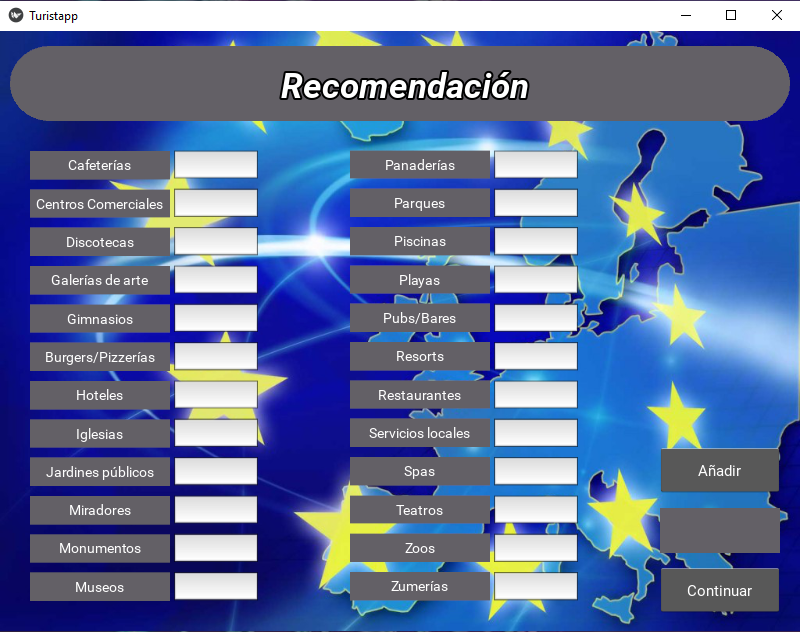 Turistapp
Recomendación
Cafeterías
Centros Comerciales
Discotecas
Galerías de arte
Gimnasios
Burgers/Pizzerías
Hoteles
Iglesias
Jardines públicos
Miradores
Monumentos
Museos
Panaderías
Parques
Piscinas
Playas
Pubs/Bares
Resorts
Restaurantes
Servicios locales
Spas
Teatros
Zoos
Zumerías
Añadir
Continuar